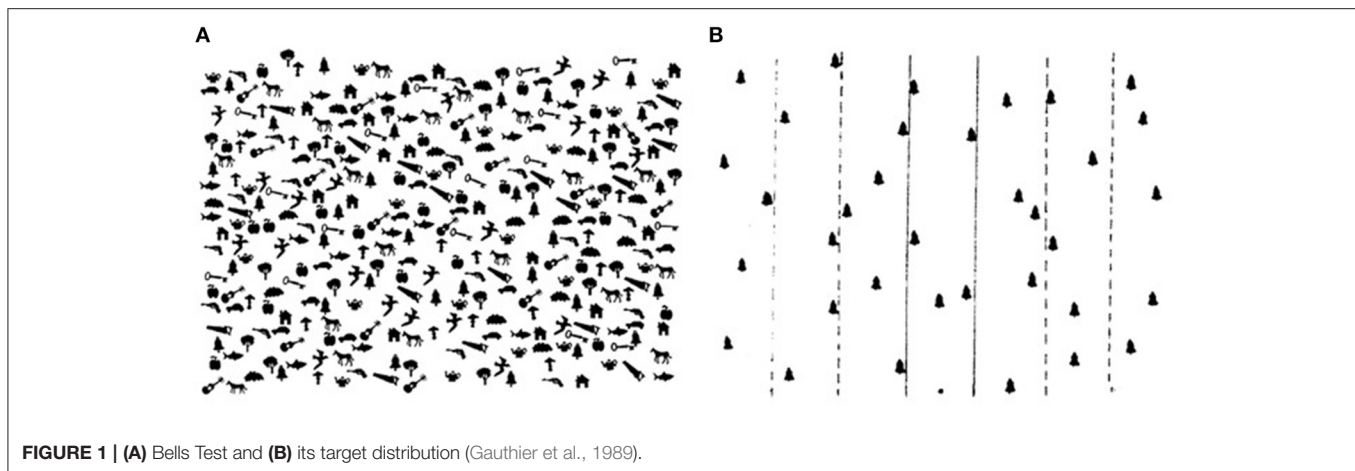 A
B
FIGURE 1 | (A) Bells Test and (B) its target distribution (Gauthier et al., 1989).